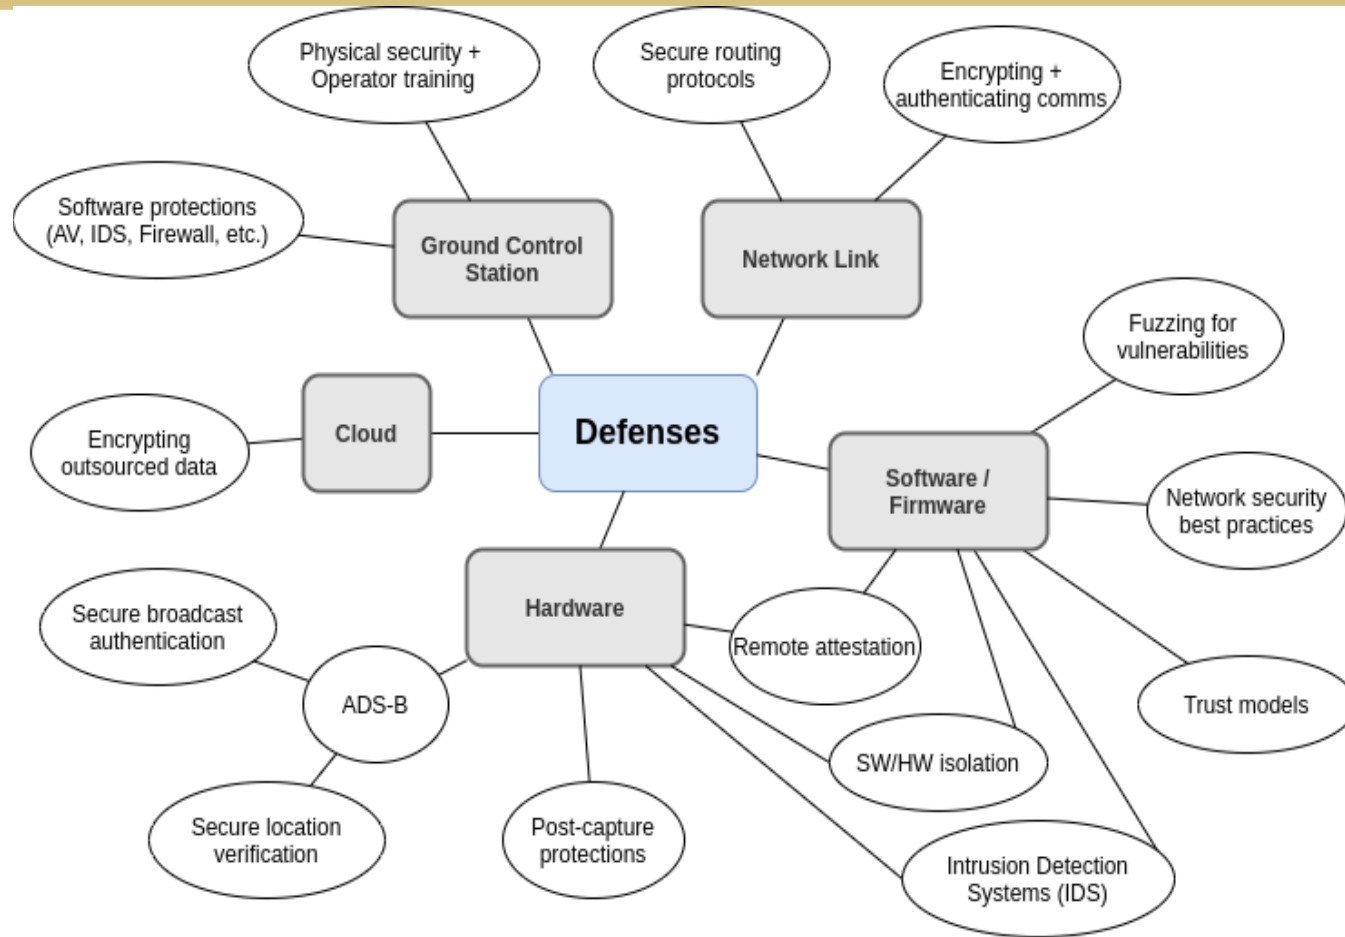 Physical security +
Operator training
Secure routing
protocols
Encrypting +
authenticating comms
Software protections
(AV, IDS, Firewall, etc.)
Ground Control
Station
Network Link
Fuzzing for
vulnerabilities
Encrypting
outsourced data
Cloud
Defenses
Software /
Firmware
Network security
best practices
Hardware
Secure broadcast
authentication
Remote attestation
ADS-B
Trust models
SW/HW isolation
Secure location
verification
Post-capture
protections
Intrusion Detection
Systems (IDS)